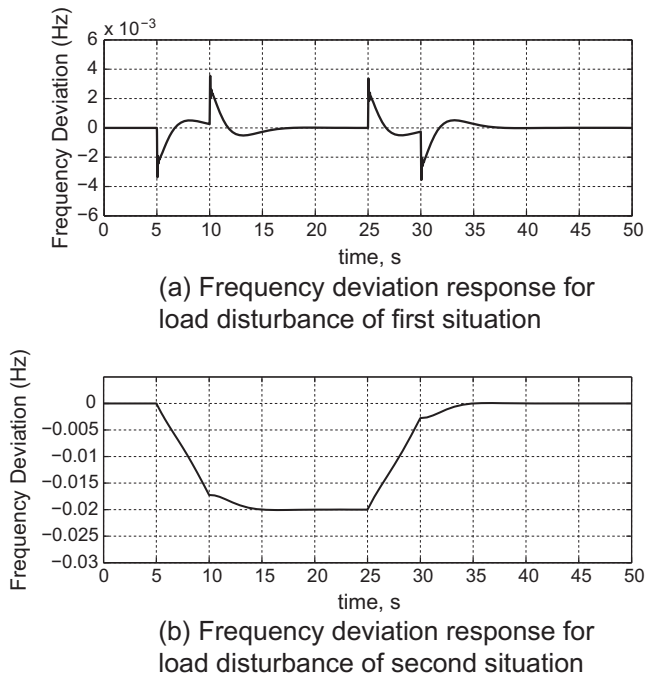 x 10⁻³
Frequency Deviation (Hz)
6
4
2
0
−2
−4
−6
0 5 10 15 20 25 30 35 40 45 50
time, s
(a) Frequency deviation response for
load disturbance of first situation
Frequency Deviation (Hz)
0
−0.005
−0.01
−0.015
−0.02
−0.025
−0.03
0 5 10 15 20 25 30 35 40 45 50
time, s
(b) Frequency deviation response for
load disturbance of second situation